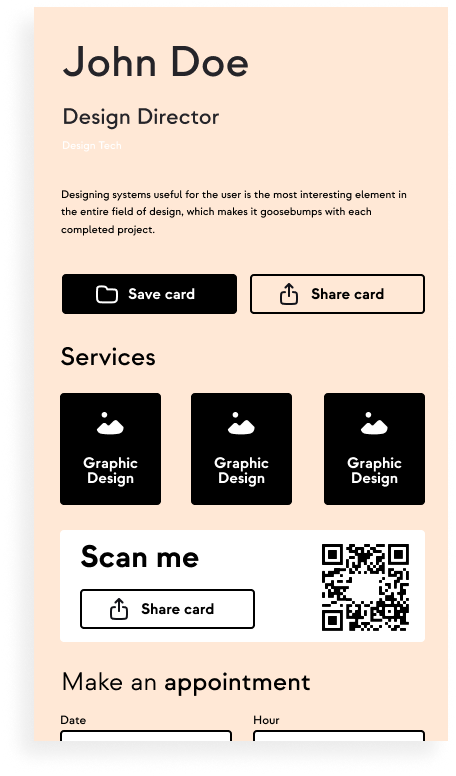 John Doe
Design Director
Design Tech
Designing systems useful for the user is the most interesting element in
the entire field of design, which makes it goosebumps with each
completed project.
Save card
Share card
Services
Graphic
Design
Graphic
Design
Graphic
Design
Scan me
Share card
Make an appointment
Date
Hour